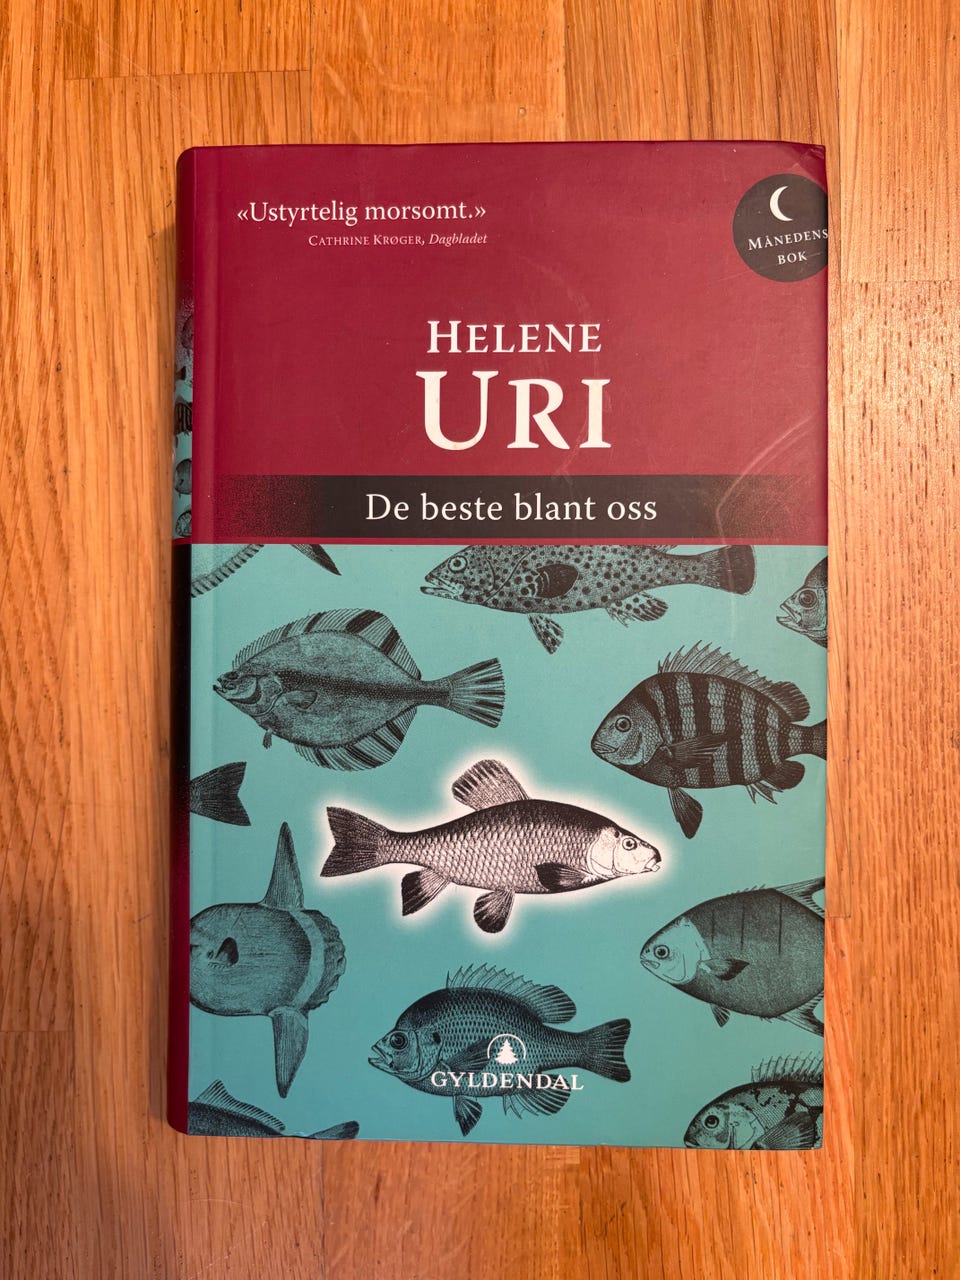 «Ustyrtelig morsomt.»
CATHRINE KRØGER, Dagbladet
MÅNEDENS
BOK
HELENE
URI
De beste blant oss
GYLDENDAL